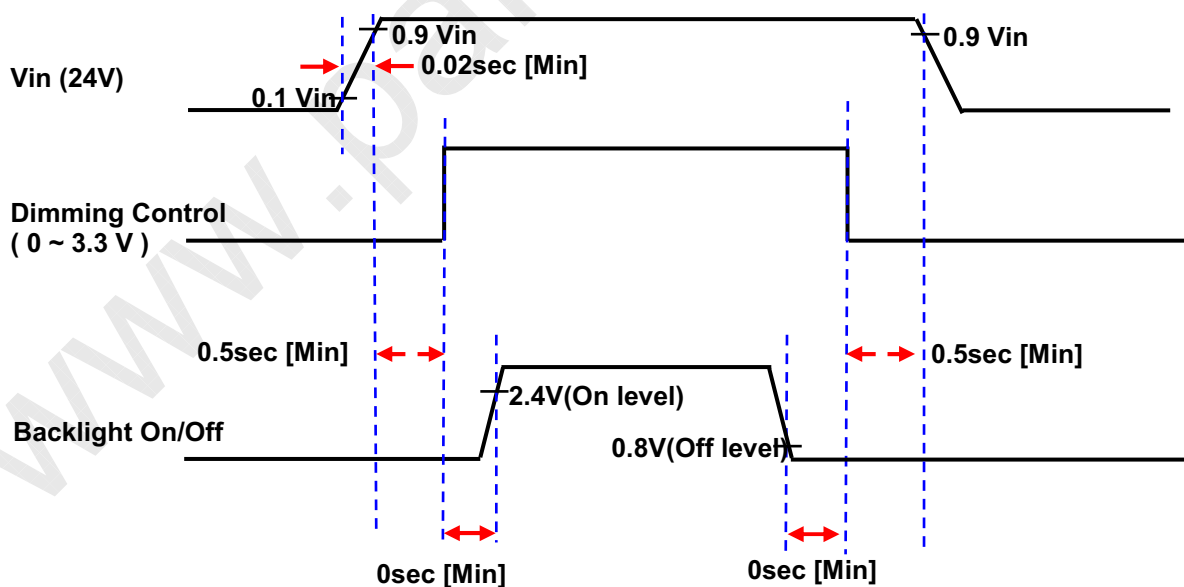 0.9 Vin
0.9 Vin
Vin (24V)
0.02sec [Min]
0.1 Vin
Dimming Control
( 0 ~ 3.3 V )
0.5sec [Min]
0.5sec [Min]
2.4V(On level)
Backlight On/Off
0.8V(Off level)
0sec [Min]
0sec [Min]
www.pa